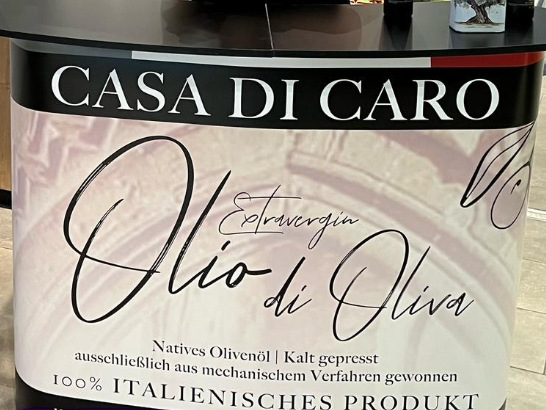 CASA DI CARO
Extravergin
Olio di Oliva
Natives Olivenöl | Kalt gepresst
ausschließlich aus mechanischem Verfahren gewonnen
100% ITALIENISCHES PRODUKT